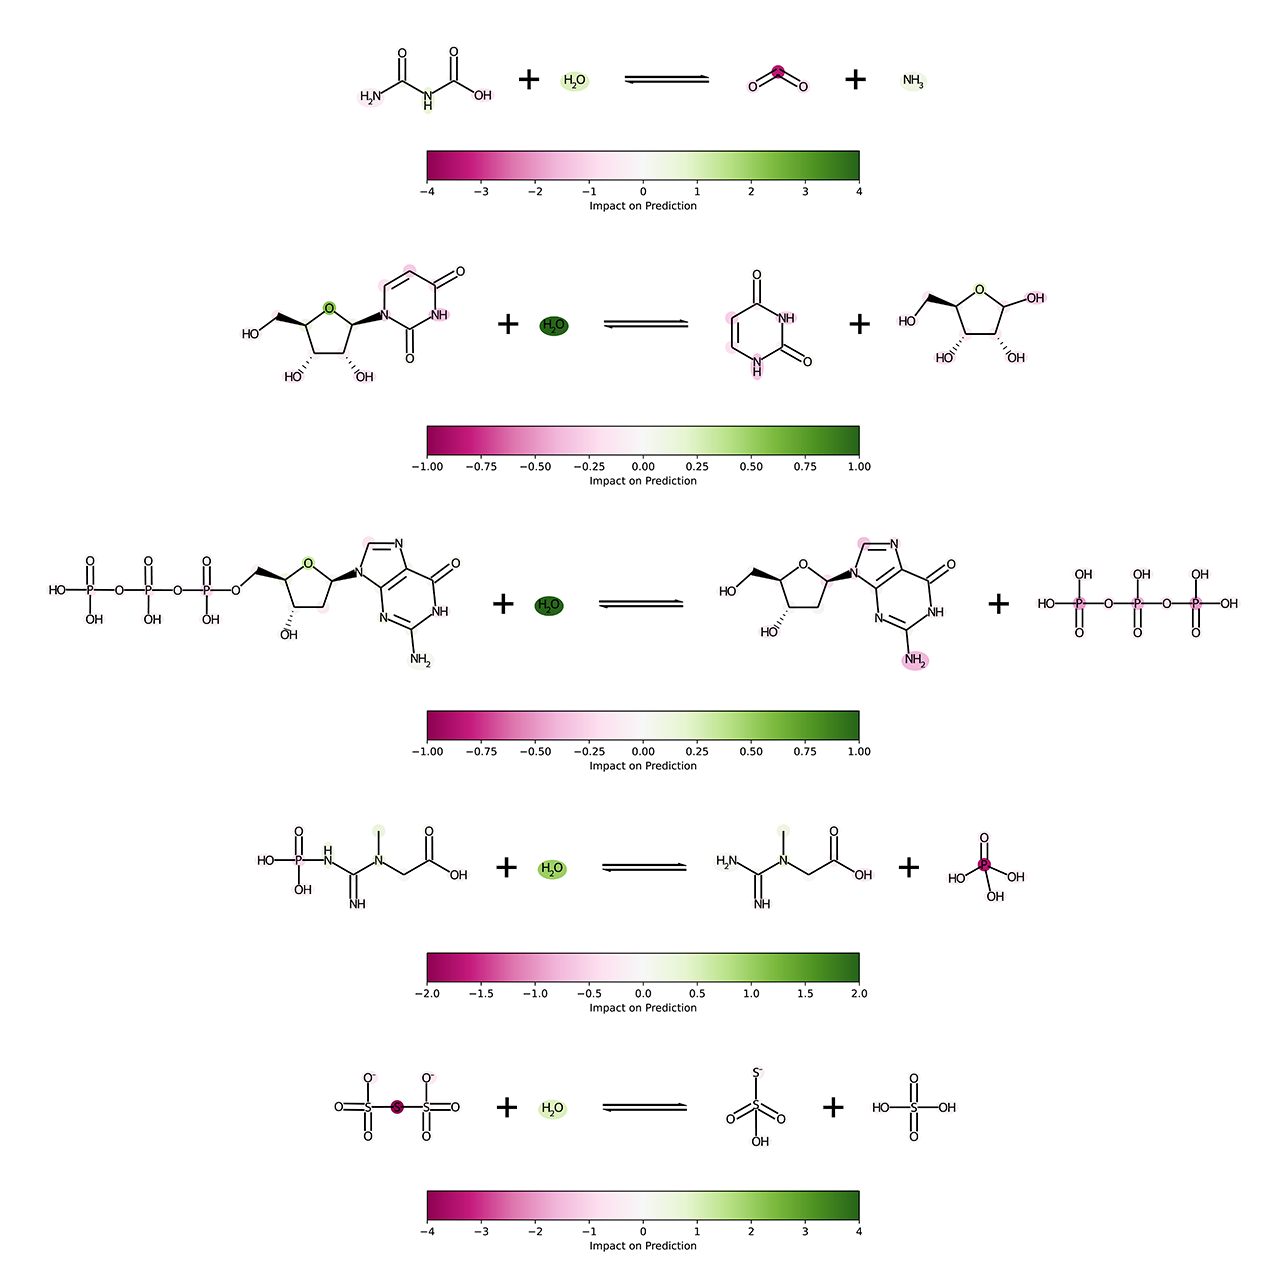 O O
H2N N H OH + H2O O O + NH3
−4 −3 −2 −1 0 1 2 3 4
Impact on Prediction
O HO HO OH N O NH O + H2O O NH O N H + O OH HO HO OH
−1.00 −0.75 −0.50 −0.25 0.00 0.25 0.50 0.75 1.00
Impact on Prediction
O O O O N N O OH OH OH OH
HO P O P O P O N NH NH2 + H2O HO O HO N N O N NH NH2 + HO P O P O P OH
OH OH OH O O O
−1.00 −0.75 −0.50 −0.25 0.00 0.25 0.50 0.75 1.00
Impact on Prediction
O H O O O
HO P N N OH + H2O H2N N OH + HO P OH
OH NH NH OH
−2.0 −1.5 −1.0 −0.5 0.0 0.5 1.0 1.5 2.0
Impact on Prediction
O- O- S- O
O S S S O + H2O O S O + HO S OH
O O OH O
−4 −3 −2 −1 0 1 2 3 4
Impact on Prediction